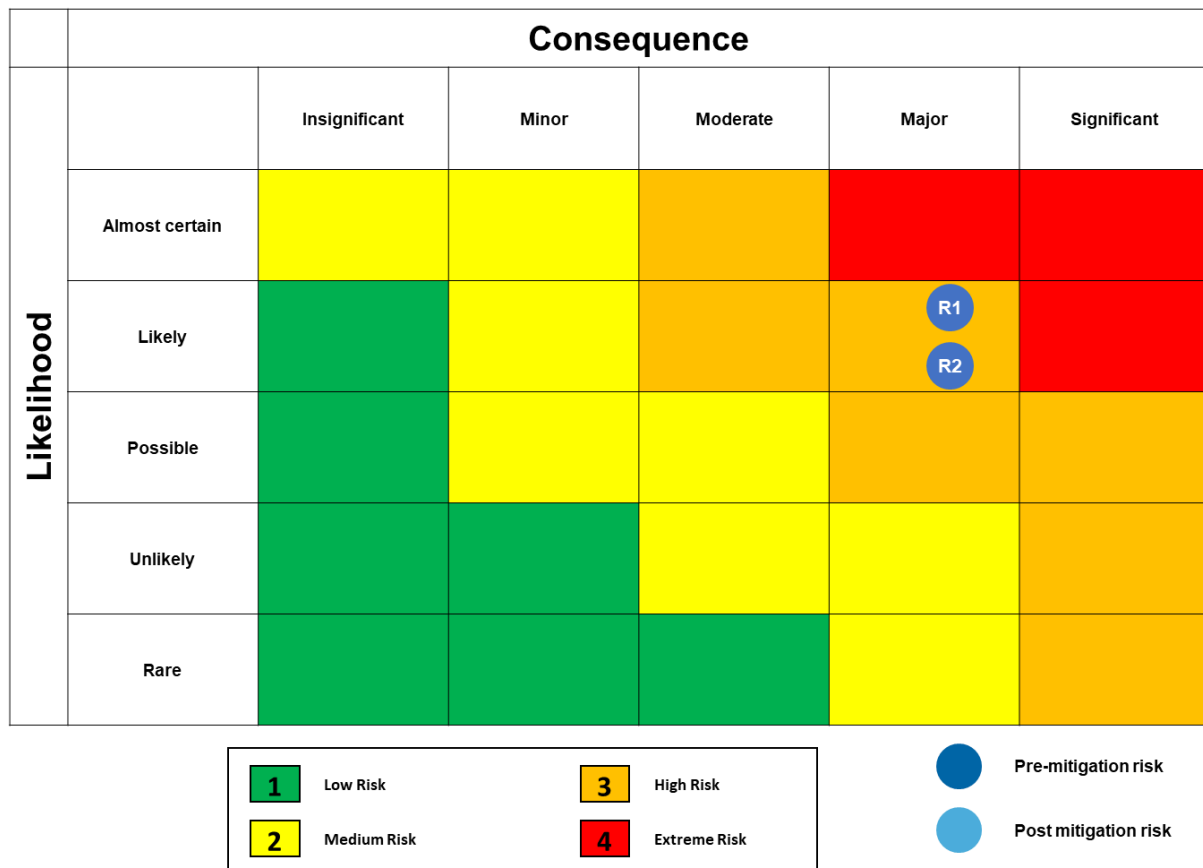 Consequence
Likelihood
Insignificant
Minor
Moderate
Major
Significant
Almost certain
Likely
R1
R2
Possible
Unlikely
Rare
1 Low Risk
3 High Risk
2 Medium Risk
4 Extreme Risk
Pre-mitigation risk
Post mitigation risk